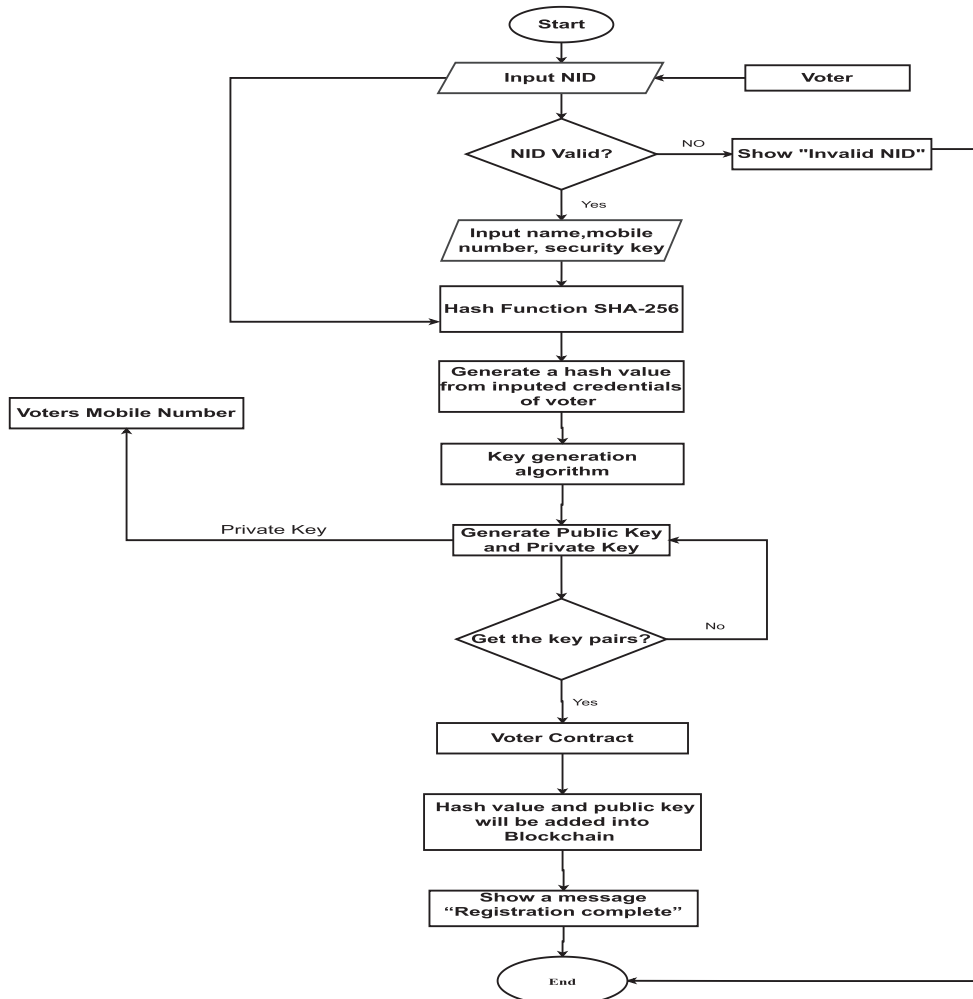 Start
Input NID
Voter
NID Valid?
NO
Show "Invalid NID"
Yes
Input name,mobile
number, security key
Hash Function SHA-256
Generate a hash value
from inputed credentials
of voter
Voters Mobile Number
Key generation
algorithm
Private Key
Generate Public Key
and Private Key
Get the key pairs?
No
Yes
Voter Contract
Hash value and public key
will be added into
Blockchain
Show a message
“Registration complete”
End